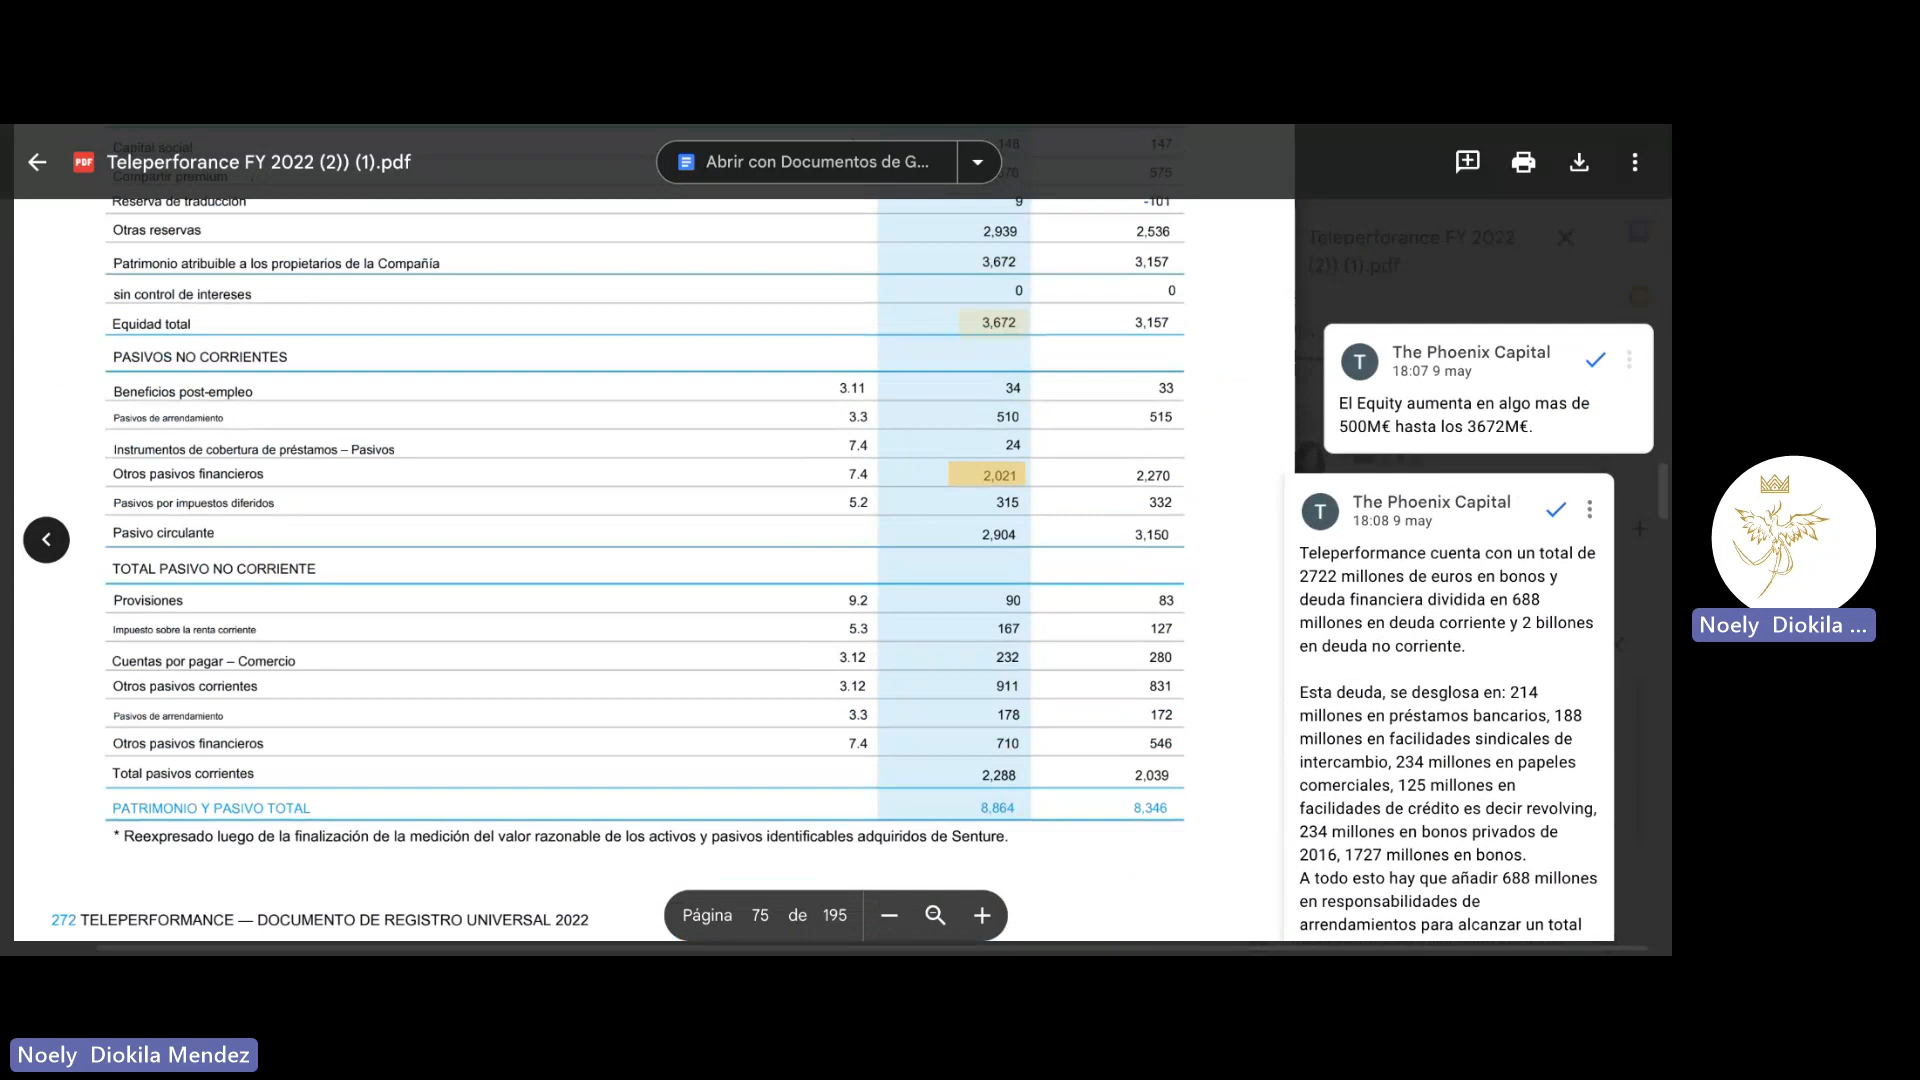 Capital social 148 147
Teleperforance FY 2022 (2)) (1).pdf
Abrir con Documentos de G...
Compartir premium 576 575
Reserva de traducción 9 -101
Otras reservas 2,939 2,536
Patrimonio atribuible a los propietarios de la Compañía 3,672 3,157
sin control de intereses 0 0
Equidad total 3,672 3,157
PASIVOS NO CORRIENTES
Beneficios post-empleo 3.11 34 33
Pasivos de arrendamiento 3.3 510 515
Instrumentos de cobertura de préstamos – Pasivos 7.4 24
Otros pasivos financieros 7.4 2,021 2,270
Pasivos por impuestos diferidos 5.2 315 332
Pasivo circulante 2,904 3,150
TOTAL PASIVO NO CORRIENTE
Provisiones 9.2 90 83
Impuesto sobre la renta corriente 5.3 167 127
Cuentas por pagar – Comercio 3.12 232 280
Otros pasivos corrientes 3.12 911 831
Pasivos de arrendamiento 3.3 178 172
Otros pasivos financieros 7.4 710 546
Total pasivos corrientes 2,288 2,039
PATRIMONIO Y PASIVO TOTAL 8,864 8,346
* Reexpresado luego de la finalización de la medición del valor razonable de los activos y pasivos identificables adquiridos de Senture.
272 TELEPERFORMANCE — DOCUMENTO DE REGISTRO UNIVERSAL 2022
Página 75 de 195
Teleperforance FY 2022
(2)) (1).pdf
T
The Phoenix Capital
18:07 9 may
El Equity aumenta en algo mas de
500M€ hasta los 3672M€.
T
The Phoenix Capital
18:08 9 may
Teleperformance cuenta con un total de
2722 millones de euros en bonos y
deuda financiera dividida en 688
millones en deuda corriente y 2 billones
en deuda no corriente.
Esta deuda, se desglosa en: 214
millones en préstamos bancarios, 188
millones en facilidades sindicales de
intercambio, 234 millones en papeles
comerciales, 125 millones en
facilidades de crédito es decir revolving,
234 millones en bonos privados de
2016, 1727 millones en bonos.
A todo esto hay que añadir 688 millones
en responsabilidades de
arrendamientos para alcanzar un total
Noely Diokila ...
Noely Diokila Mendez